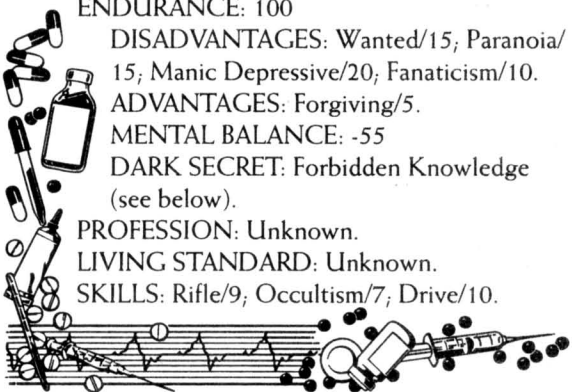 ENDURANCE: 100
DISADVANTAGES: Wanted/15; Paranoia/
15; Manic Depressive/20; Fanaticism/10.
ADVANTAGES: Forgiving/5.
MENTAL BALANCE: -55
DARK SECRET: Forbidden Knowledge
(see below).
PROFESSION: Unknown.
LIVING STANDARD: Unknown.
SKILLS: Rifle/9; Occultism/7; Drive/10.